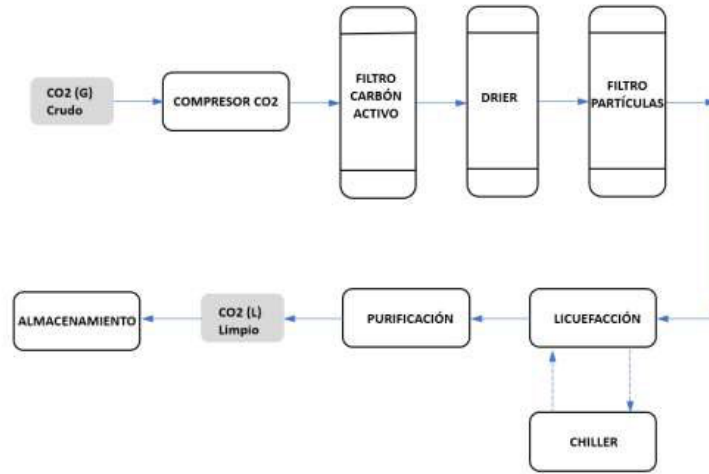 CO2 (G)
Crudo
COMPRESOR CO2
FILTRO
CARBÓN
ACTIVO
DRIER
FILTRO
PARTÍCULAS
ALMACENAMIENTO
CO2 (L)
Limpio
PURIFICACIÓN
LICUEFACCIÓN
CHILLER